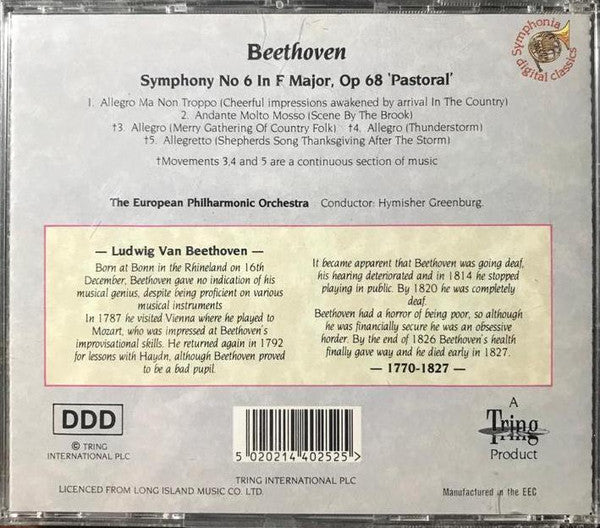 Beethoven
Symphony No 6 In F Major, Op 68 'Pastoral'
Symphonia
digital classics
1. Allegro Ma Non Troppo (Cheerful impressions awakened by arrival In The Country)
2. Andante Molto Mosso (Scene By The Brook)
†3. Allegro (Merry Gathering Of Country Folk) †4. Allegro (Thunderstorm)
†5. Allegretto (Shepherds Song Thanksgiving After The Storm)
†Movements 3,4 and 5 are a continuous section of music
The European Philharmonic Orchestra Conductor: Hymisher Greenburg.
— Ludwig Van Beethoven —
Born at Bonn in the Rhineland on 16th
December, Beethoven gave no indication of his
musical genius, despite being proficient on various
musical instruments
In 1787 he visited Vienna where he played to
Mozart, who was impressed at Beethoven's
improvisational skills. He returned again in 1792
for lessons with Haydn, although Beethoven proved
to be a bad pupil.
It became apparent that Beethoven was going deaf,
his hearing deteriorated and in 1814 he stopped
playing in public. By 1820 he was completely
deaf.
Beethoven had a horror of being poor, so although
he was financially secure he was an obsessive
horder. By the end of 1826 Beethoven's health
finally gave way and he died early in 1827.
— 1770-1827 —
DDD
© TRING
INTERNATIONAL PLC
5 020214 402525
TRING
INTERNATIONAL PLC
A
Tring
Product
LICENCED FROM LONG ISLAND MUSIC CO. LTD.
Manufactured in the EEC